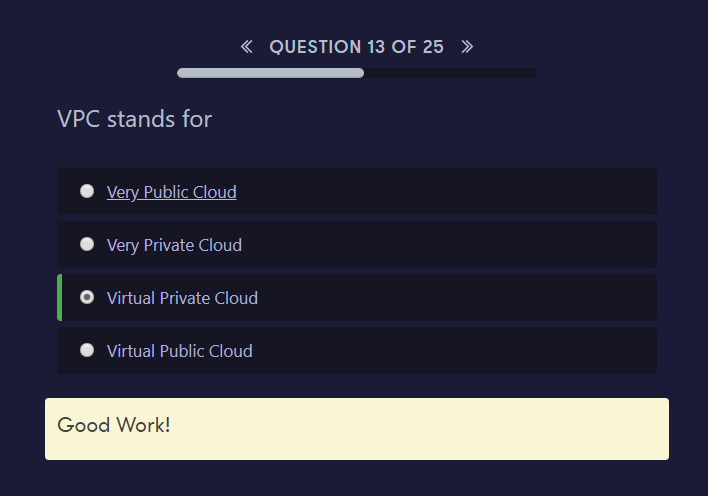 « QUESTION 13 OF 25 »
VPC stands for
Very Public Cloud
Very Private Cloud
Virtual Private Cloud
Virtual Public Cloud
Good Work!